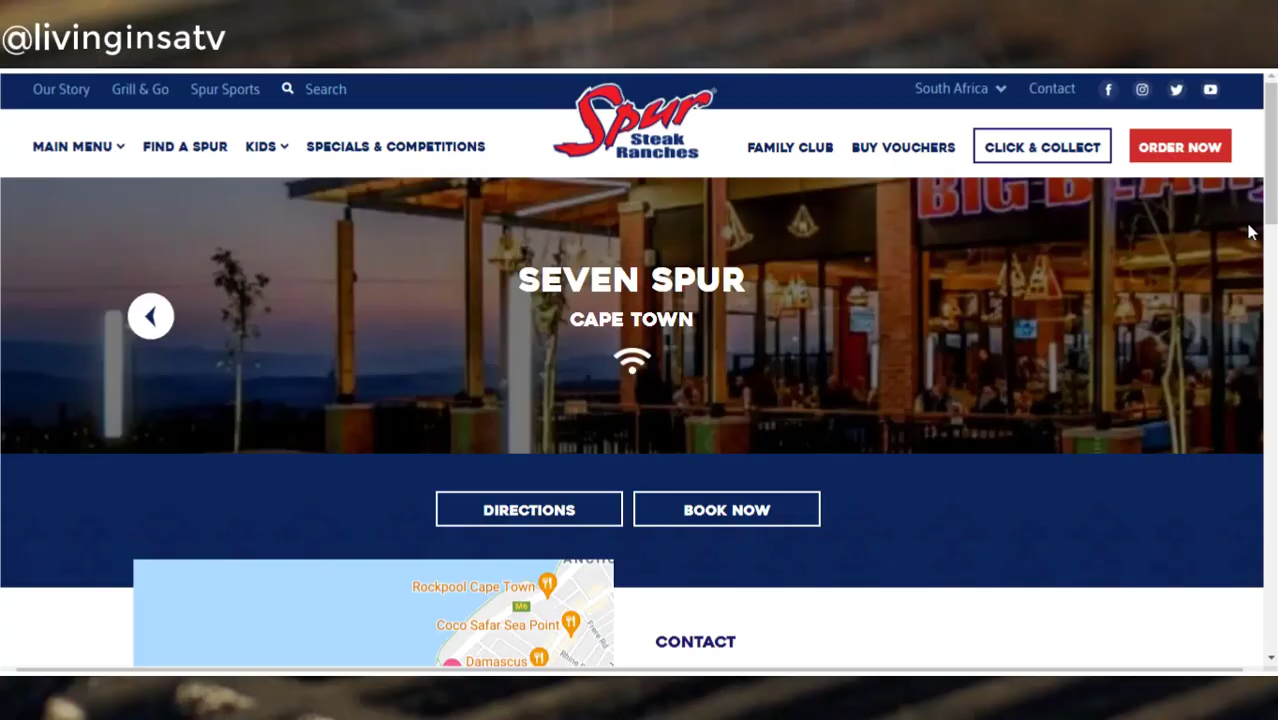 @livinginsatv
Our Story Grill & Go Spur Sports Search
South Africa Contact
Spur
Steak
Ranches
MAIN MENU FIND A SPUR KIDS SPECIALS & COMPETITIONS
FAMILY CLUB BUY VOUCHERS CLICK & COLLECT ORDER NOW
SEVEN SPUR
CAPE TOWN
DIRECTIONS BOOK NOW
Rockpool Cape Town
M6
Coco Safar Sea Point
Frere Rd
Damascus
CONTACT